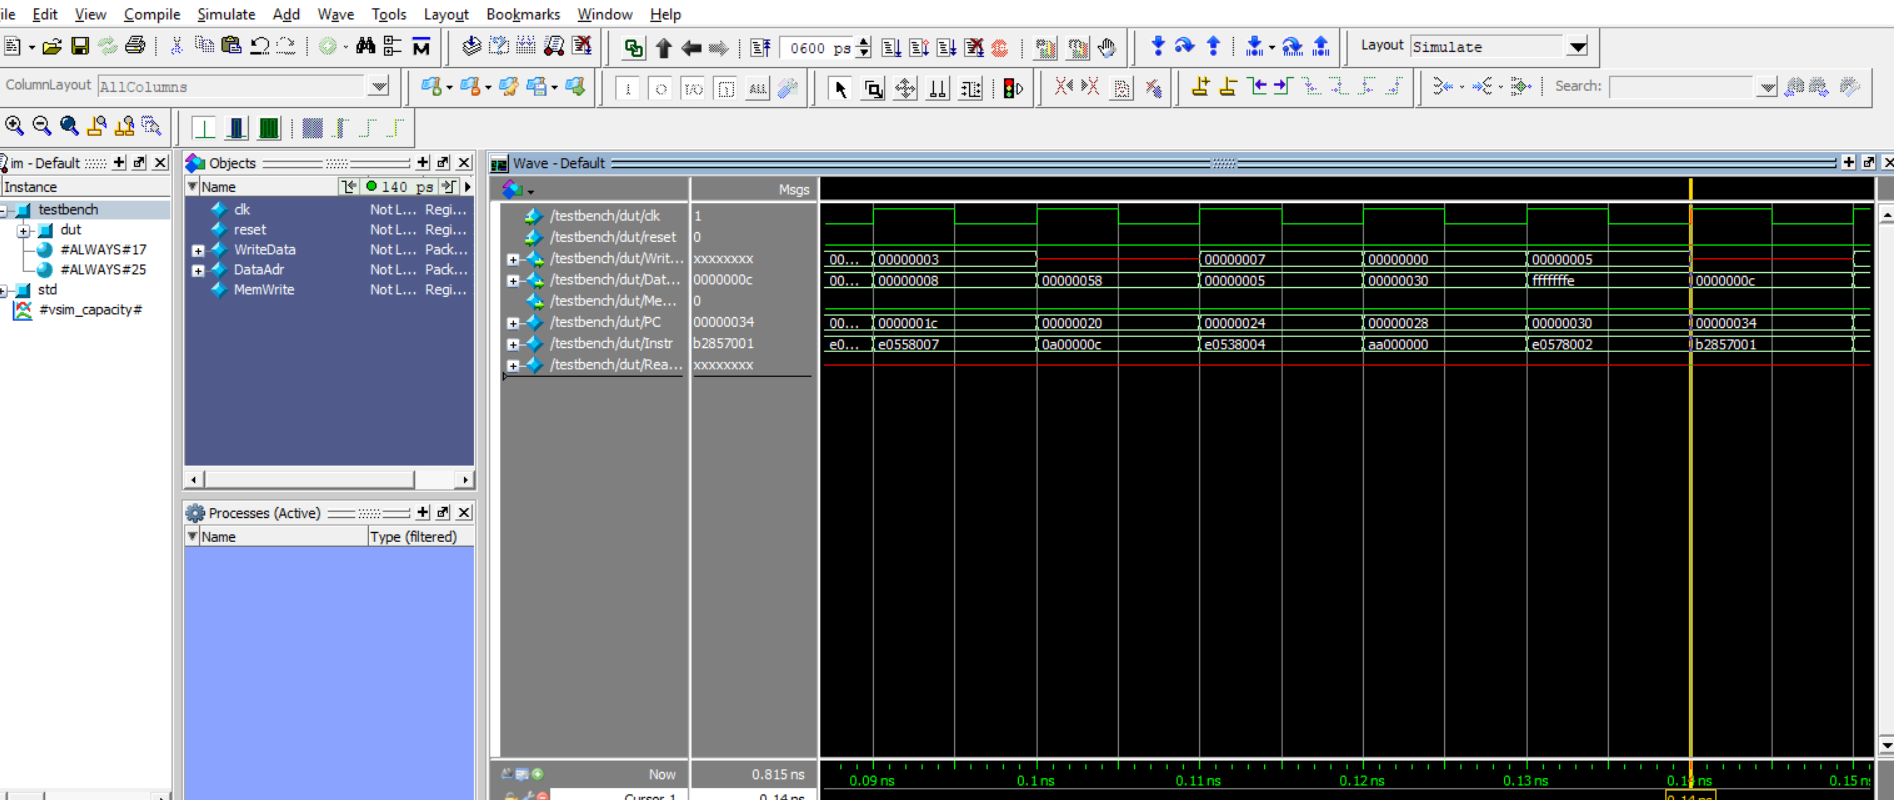 ile Edit View Compile Simulate Add Wave Tools Layout Bookmarks Window Help
0600 ps Layout Simulate
ColumnLayout AllColumns Search:
im - Default Objects Wave - Default
Instance Name 140 ps Msgs
testbench
dut
#ALWAYS#17
#ALWAYS#25
std
#vsim_capacity#
clk Not L... Regi...
reset Not L... Regi...
WriteData Not L... Pack...
DataAdr Not L... Pack...
MemWrite Not L... Regi...
Processes (Active)
Name Type (filtered)
/testbench/dut/clk 1
/testbench/dut/reset 0
/testbench/dut/Writ... xxxxxxxx 00... 00000003 00000007 00000000 00000005
/testbench/dut/Dat... 0000000c 00... 00000008 00000058 00000005 00000030 fffffffe 0000000c
/testbench/dut/Me... 0
/testbench/dut/PC 00000034 00... 0000001c 00000020 00000024 00000028 00000030 00000034
/testbench/dut/Instr b2857001 e0... e0558007 0a00000c e0538004 aa000000 e0578002 b2857001
/testbench/dut/Rea... xxxxxxxx
Now 0.815 ns 0.09 ns 0.1 ns 0.11 ns 0.12 ns 0.13 ns 0.14 ns 0.15 n
Cursor 1 0.14 ns 0.14 ns